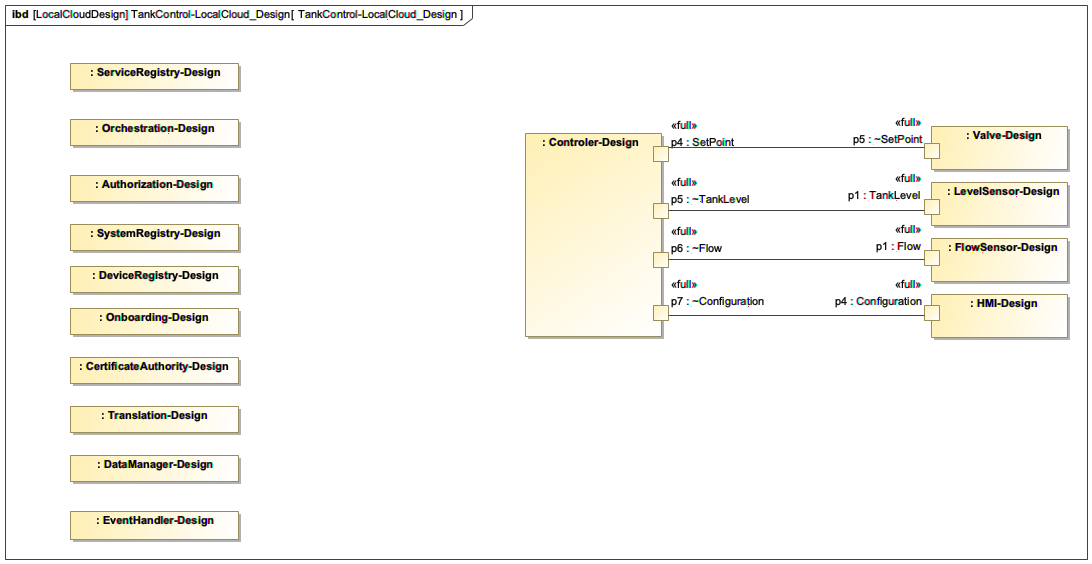 ibd [LocalCloudDesign] TankControl-LocalCloud_Design[ TankControl-LocalCloud_Design ]
: ServiceRegistry-Design
: Orchestration-Design
: Authorization-Design
: SystemRegistry-Design
: DeviceRegistry-Design
: Onboarding-Design
: CertificateAuthority-Design
: Translation-Design
: DataManager-Design
: EventHandler-Design
: Controler-Design
«full»
p4 : SetPoint
«full»
p5 : ~TankLevel
«full»
p6 : ~Flow
«full»
p7 : ~Configuration
«full»
p5 : ~SetPoint
«full»
p1 : TankLevel
«full»
p1 : Flow
«full»
p4 : Configuration
: Valve-Design
: LevelSensor-Design
: FlowSensor-Design
: HMI-Design